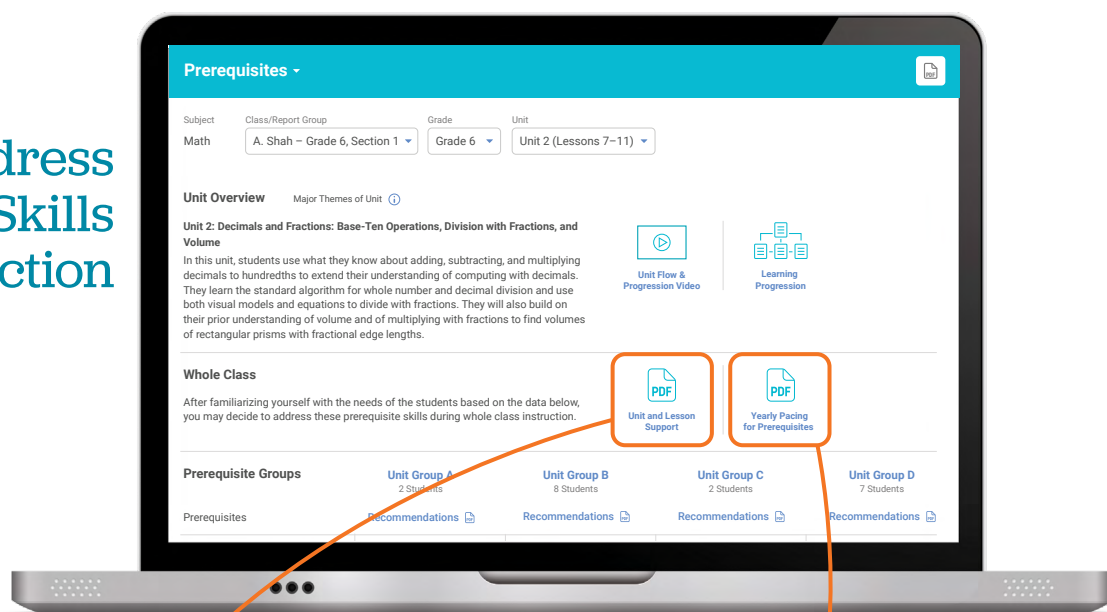 Prerequisites
PDF
Subject Class/Report Group Grade Unit
Math A. Shah – Grade 6, Section 1 Grade 6 Unit 2 (Lessons 7–11)
Skills
Unit Overview Major Themes of Unit
Unit 2: Decimals and Fractions: Base-Ten Operations, Division with Fractions, and
Volume
In this unit, students use what they know about adding, subtracting, and multiplying
decimals to hundredths to extend their understanding of computing with decimals.
They learn the standard algorithm for whole number and decimal division and use
both visual models and equations to divide with fractions. They will also build on
their prior understanding of volume and of multiplying with fractions to find volumes
of rectangular prisms with fractional edge lengths.
Unit Flow &
Progression Video
Learning
Progression
Whole Class
After familiarizing yourself with the needs of the students based on the data below,
you may decide to address these prerequisite skills during whole class instruction.
PDF
Unit and Lesson
Support
PDF
Yearly Pacing
for Prerequisites
Prerequisite Groups Unit Group A Unit Group B Unit Group C Unit Group D
2 Students 8 Students 2 Students 7 Students
Prerequisites Recommendations Recommendations Recommendations Recommendations